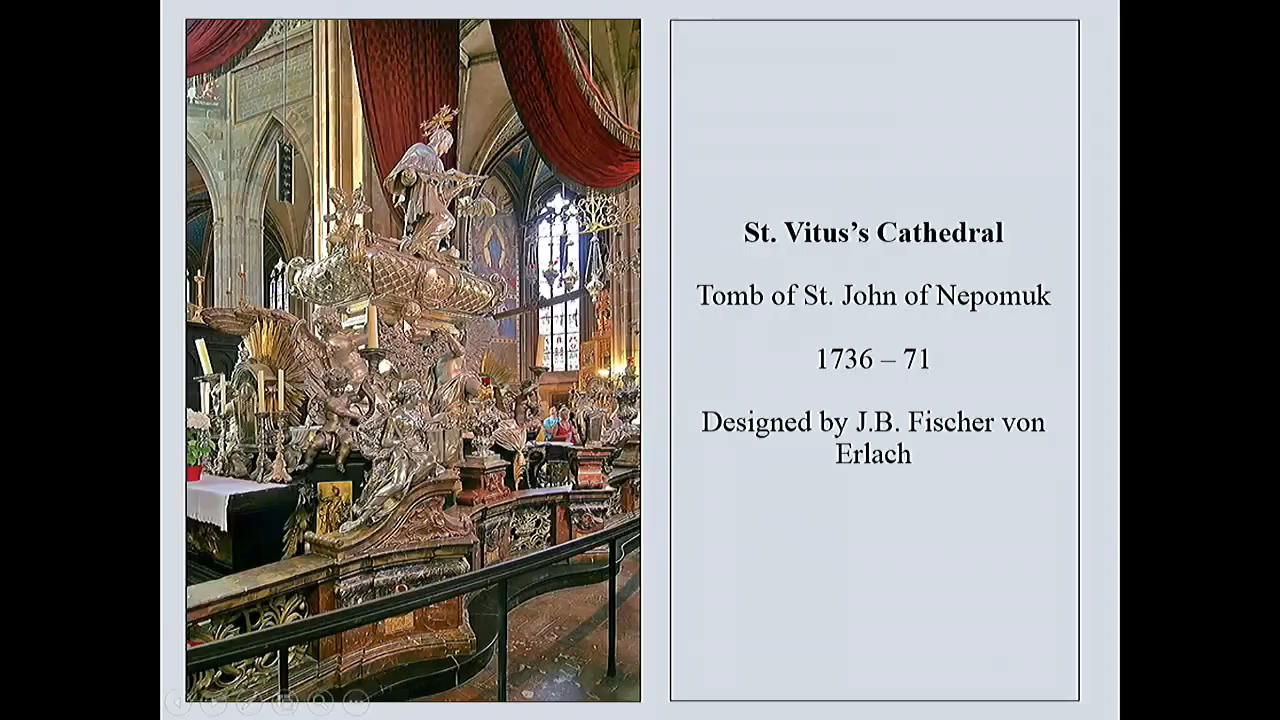 St. Vitus’s Cathedral
Tomb of St. John of Nepomuk
1736 – 71
Designed by J.B. Fischer von
Erlach